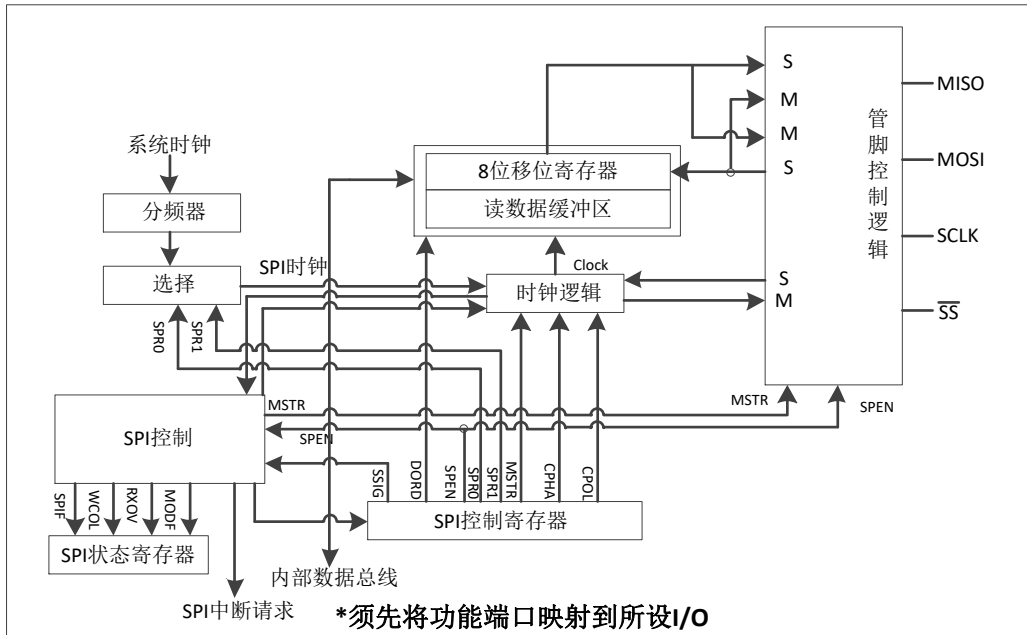 S
M
M
S
MISO
MOSI
SCLK
SS
管脚控制逻辑
系统时钟
分频器
选择
SPI时钟
8位移位寄存器
读数据缓冲区
Clock
时钟逻辑
S
M
SPR0
SPR1
MSTR
SPEN
MSTR
SPEN
SPI控制
SSIG
DORD
SPEN
SPR0
SPR1
MSTR
CPHA
CPOL
SPI控制寄存器
SPIF
WCOL
RXOV
MODF
SPI状态寄存器
内部数据总线
SPI中断请求
*须先将功能端口映射到所设I/O